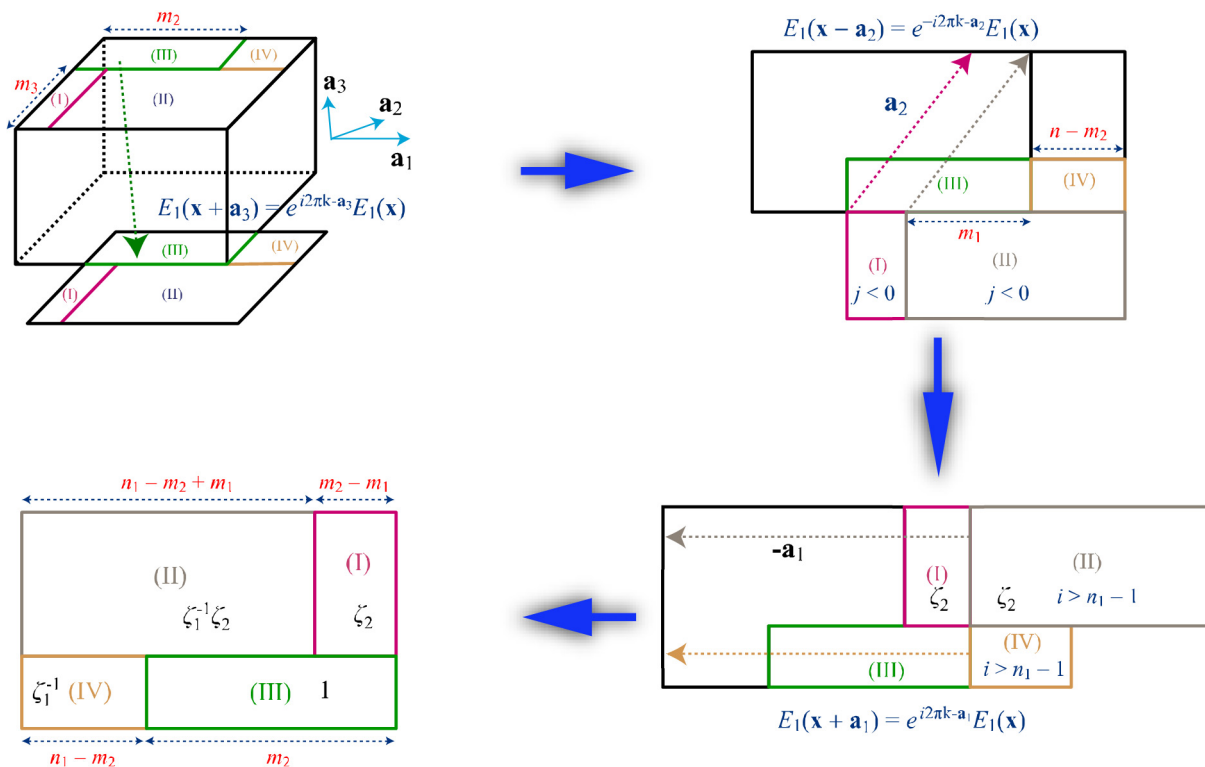 m₂
(III)
(IV)
m₃
(I)
(II)
a₃
a₂
a₁
E₁(x + a₃) = e^{i2πk-a₃}E₁(x)
(III)
(IV)
(I)
(II)
E₁(x − a₂) = e^{−i2πk-a₂}E₁(x)
a₂
n − m₂
(III)
(IV)
m₁
(I)
(II)
j < 0
j < 0
n₁ − m₂ + m₁
m₂ − m₁
(II)
(I)
ζ₁⁻¹ζ₂
ζ₂
ζ₁⁻¹ (IV)
(III) 1
n₁ − m₂
m₂
-a₁
(I)
(II)
ζ₂
ζ₂
i > n₁ − 1
(IV)
(III)
i > n₁ − 1
E₁(x + a₁) = e^{i2πk-a₁}E₁(x)